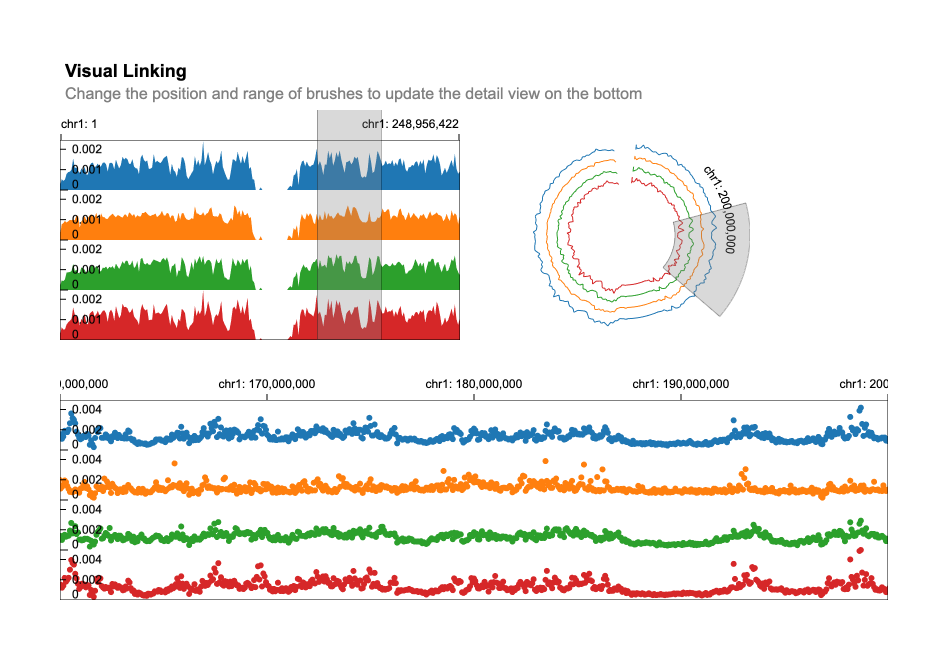 Visual Linking
Change the position and range of brushes to update the detail view on the bottom
chr1: 1
chr1: 248,956,422
0.002
0.001
0
0.002
0.001
0
0.002
0.001
0
0.002
0.001
0
chr1: 200,000,000
0,000,000
chr1: 170,000,000
chr1: 180,000,000
chr1: 190,000,000
chr1: 200
0.004
0.002
0
0.004
0.002
0
0.004
0.002
0
0.004
0.002
0